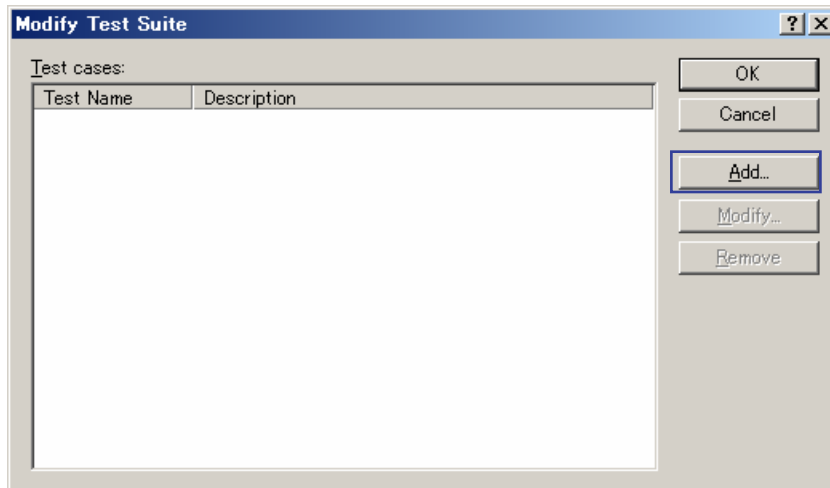 Modify Test Suite
Test cases:
Test Name Description
OK
Cancel
Add...
Modify...
Remove